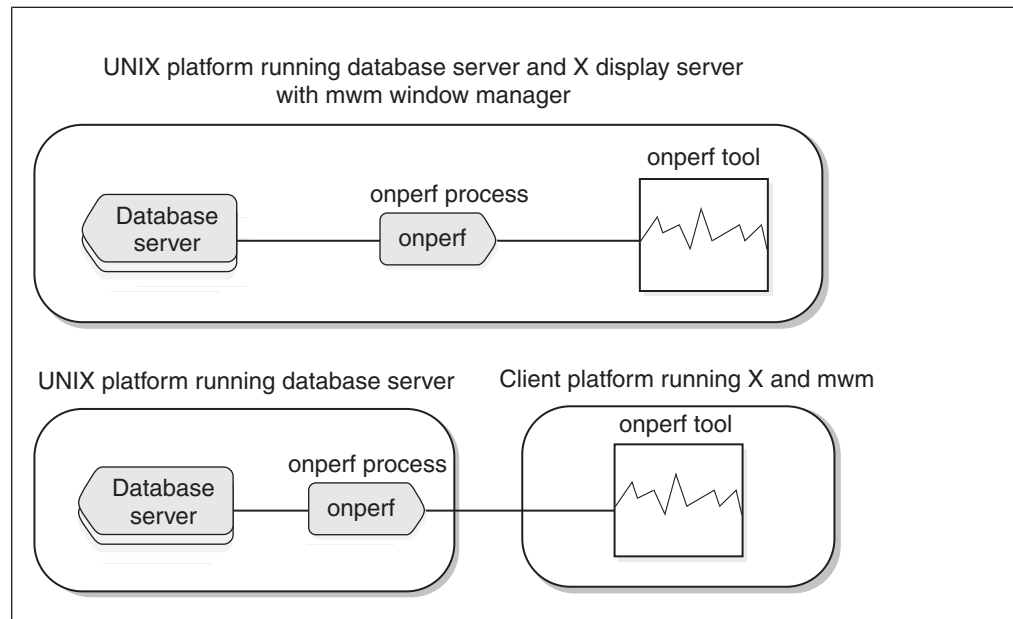 UNIX platform running database server and X display server
with mwm window manager
onperf tool
onperf process
Database
server
onperf
UNIX platform running database server
Client platform running X and mwm
onperf tool
onperf process
Database
server
onperf